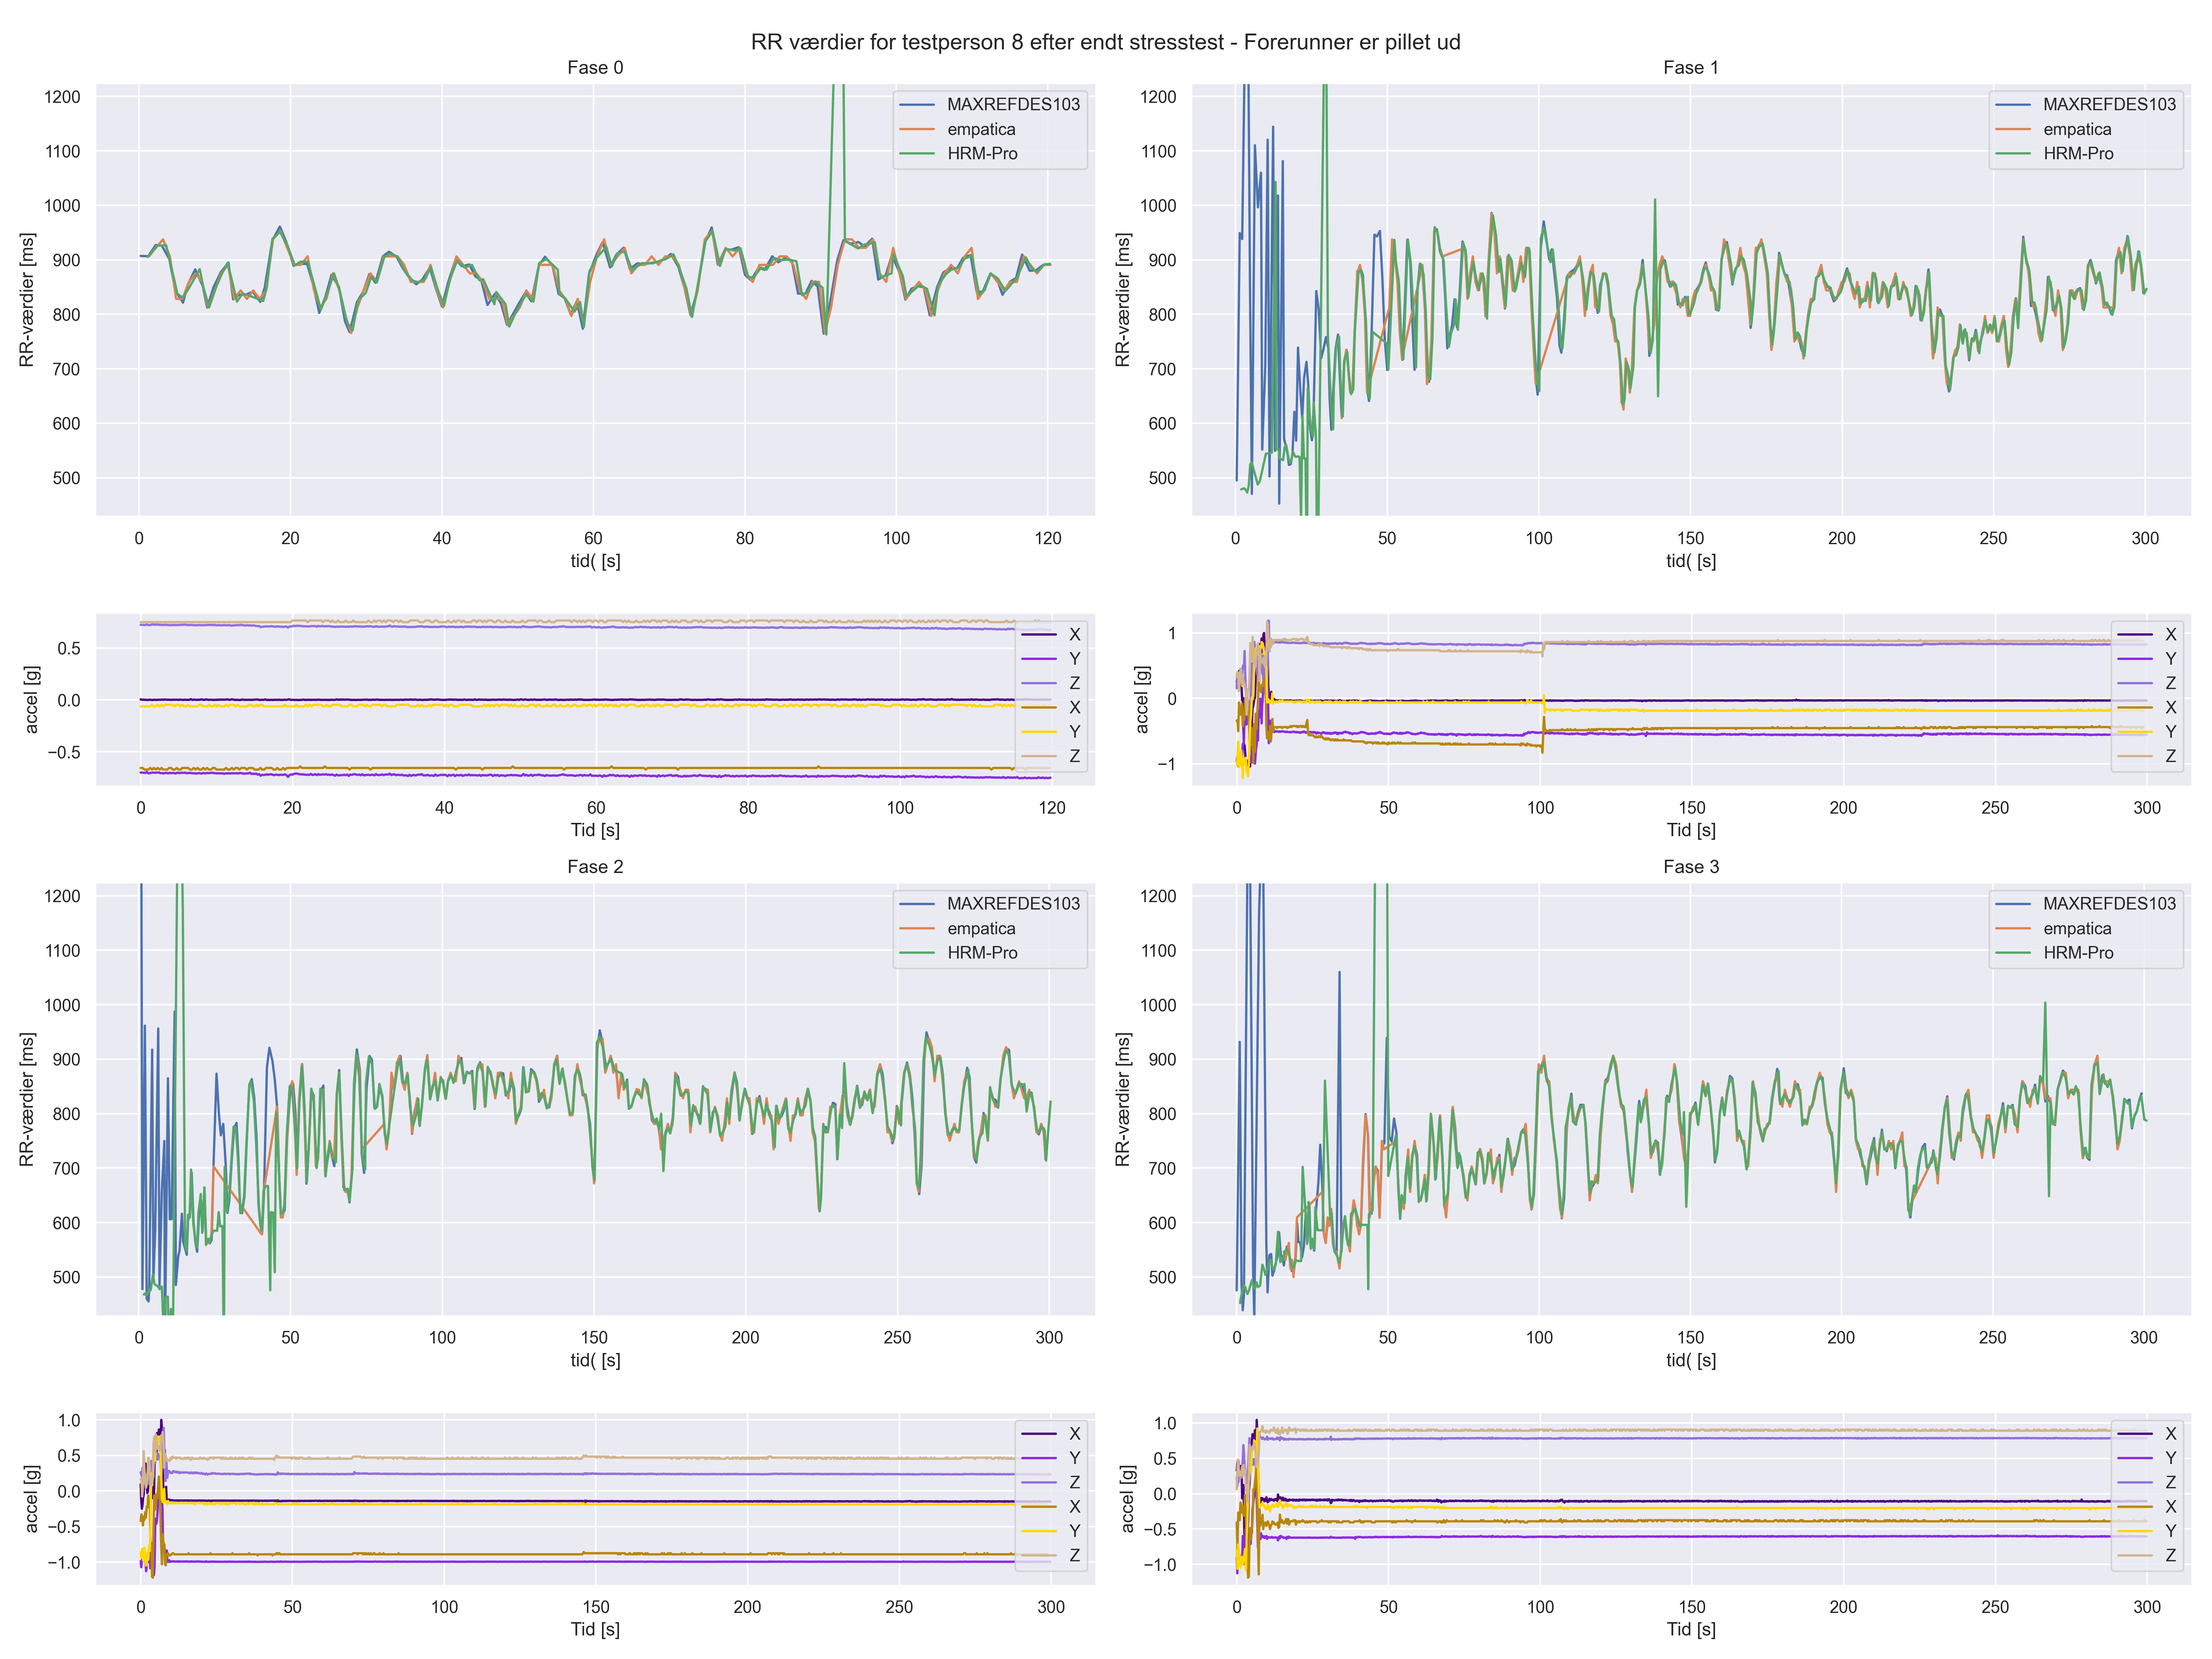 RR værdier for testperson 8 efter endt stresstest - Forerunner er pillet ud
Fase 0
1200
1100
1000
900
800
700
600
500
RR-værdier [ms]
MAXREFDES103
empatica
HRM-Pro
0 20 40 60 80 100 120
tid( [s]
Fase 1
1200
1100
1000
900
800
700
600
500
RR-værdier [ms]
MAXREFDES103
empatica
HRM-Pro
0 50 100 150 200 250 300
tid( [s]
0.5
0.0
−0.5
accel [g]
X
Y
Z
X
Y
Z
0 20 40 60 80 100 120
Tid [s]
1
0
−1
accel [g]
X
Y
Z
X
Y
Z
0 50 100 150 200 250 300
Tid [s]
Fase 2
1200
1100
1000
900
800
700
600
500
RR-værdier [ms]
MAXREFDES103
empatica
HRM-Pro
0 50 100 150 200 250 300
tid( [s]
Fase 3
1200
1100
1000
900
800
700
600
500
RR-værdier [ms]
MAXREFDES103
empatica
HRM-Pro
0 50 100 150 200 250 300
tid( [s]
1.0
0.5
0.0
−0.5
−1.0
accel [g]
X
Y
Z
X
Y
Z
0 50 100 150 200 250 300
Tid [s]
1.0
0.5
0.0
−0.5
−1.0
accel [g]
X
Y
Z
X
Y
Z
0 50 100 150 200 250 300
Tid [s]